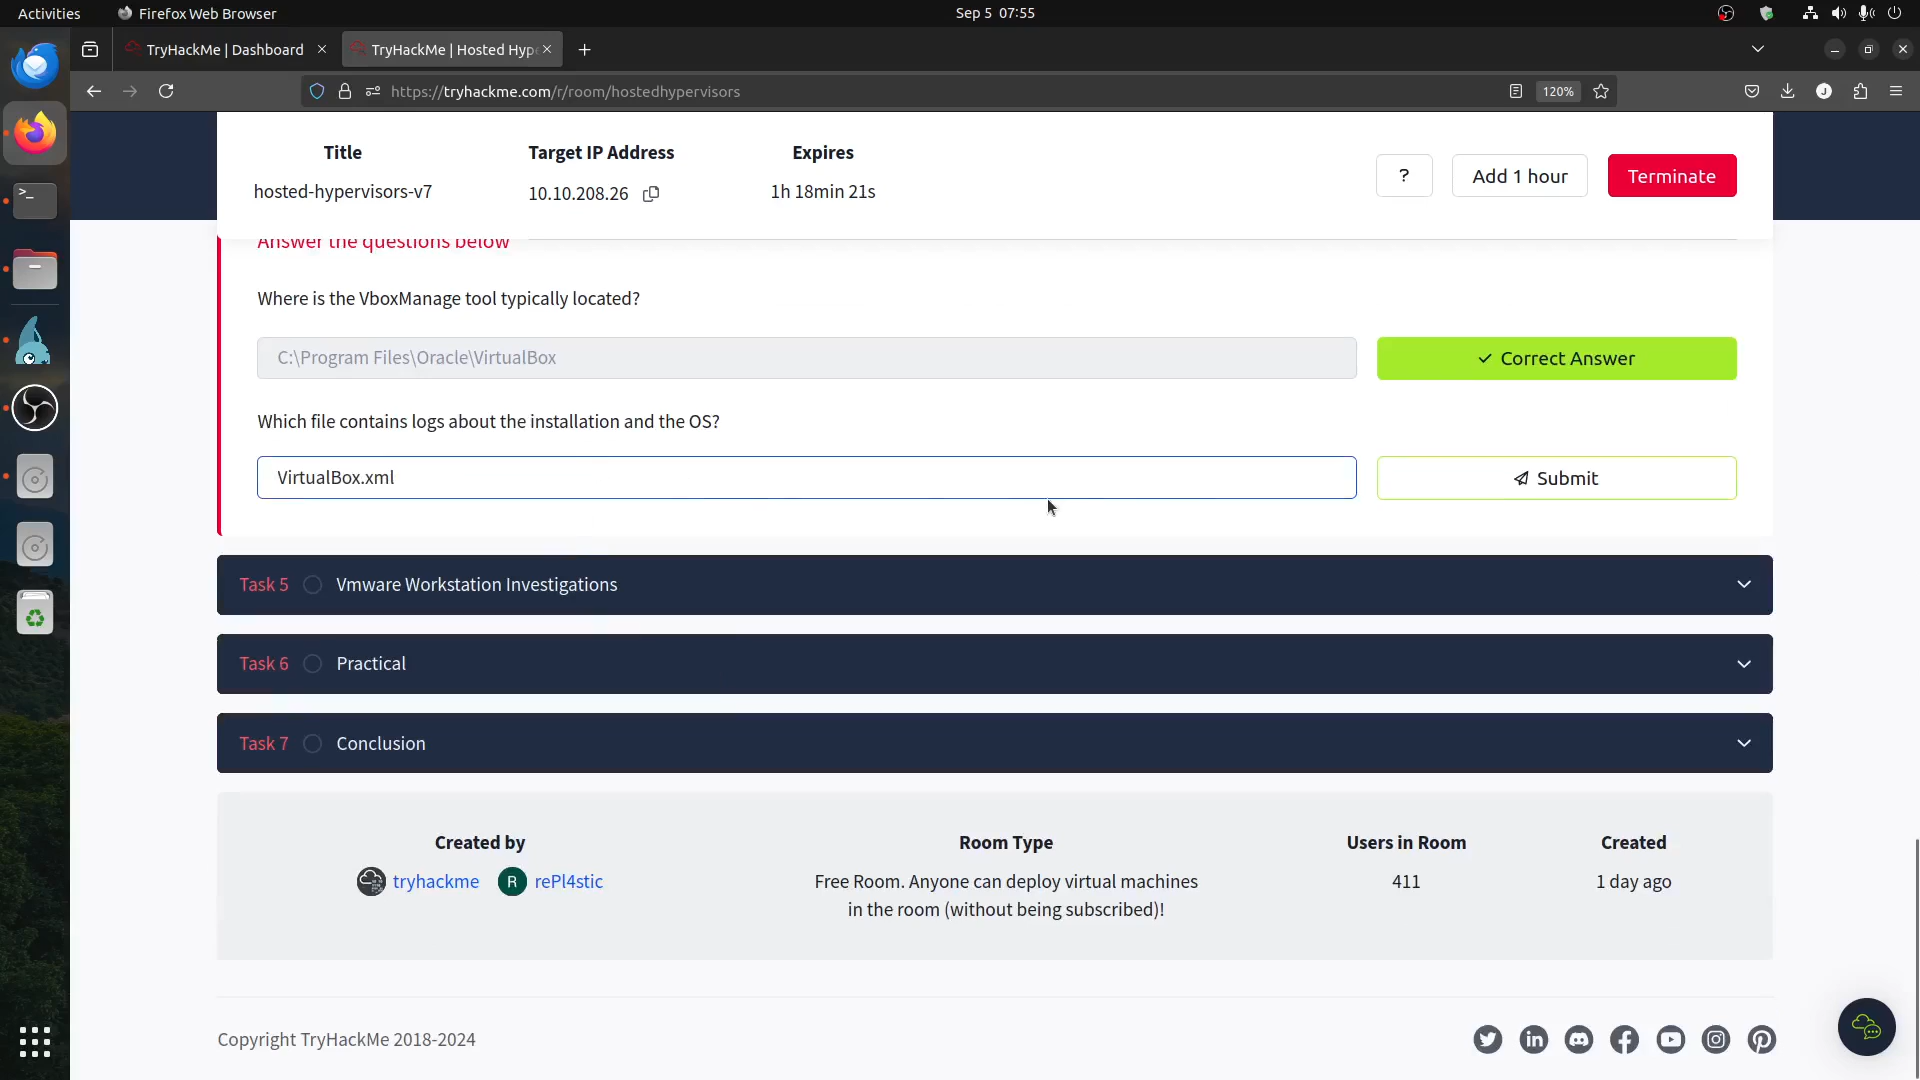 Activities
Firefox Web Browser
Sep 5 07:55
TryHackMe | Dashboard
TryHackMe | Hosted Hyp
https://tryhackme.com/r/room/hostedhypervisors
120%
J
Title
Target IP Address
Expires
hosted-hypervisors-v7
10.10.208.26
1h 18min 21s
?
Add 1 hour
Terminate
Answer the questions below
Where is the VboxManage tool typically located?
C:\Program Files\Oracle\VirtualBox
Correct Answer
Which file contains logs about the installation and the OS?
VirtualBox.xml
Submit
Task 5
Vmware Workstation Investigations
Task 6
Practical
Task 7
Conclusion
Created by
Room Type
Users in Room
Created
tryhackme
R
rePl4stic
Free Room. Anyone can deploy virtual machines
in the room (without being subscribed)!
411
1 day ago
Copyright TryHackMe 2018-2024